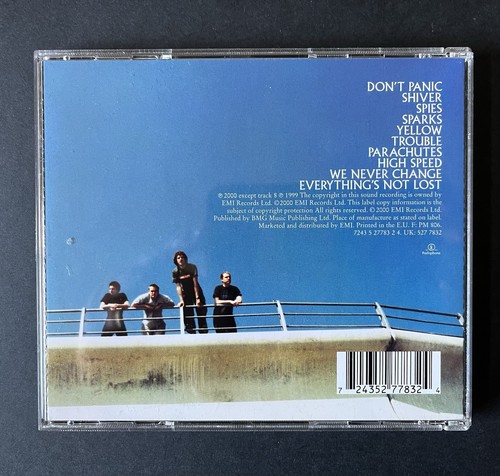 DON'T PANIC
SHIVER
SPIES
SPARKS
YELLOW
TROUBLE
PARACHUTES
HIGH SPEED
WE NEVER CHANGE
EVERYTHING'S NOT LOST
℗ 2000 except track 8 ℗ 1999 The copyright in this sound recording is owned by
EMI Records Ltd. © 2000 EMI Records Ltd. This label copy information is the
subject of copyright protection All rights reserved. © 2000 EMI Records Ltd.
Published by BMG Music Publishing Ltd. Place of manufacture as stated on label.
Marketed and distributed by EMI. Printed in the E.U. F: PM 806.
7243 5 27783 2 4. UK: 527 7832
Parlophone
7 24352 77832 4